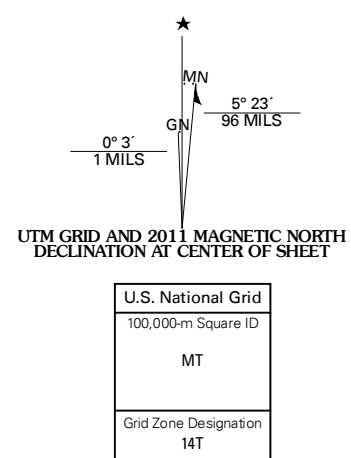 MN
5° 23´
96 MILS
GN
0° 3´
1 MILS
UTM GRID AND 2011 MAGNETIC NORTH
DECLINATION AT CENTER OF SHEET
U.S. National Grid
100,000-m Square ID
MT
Grid Zone Designation
14T